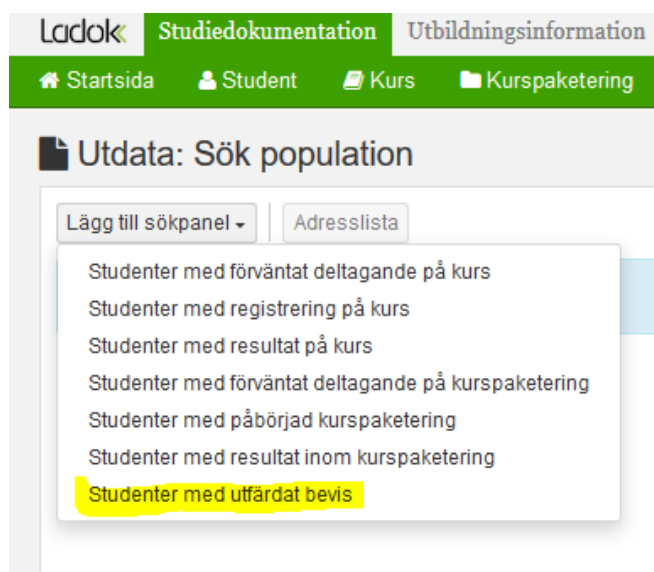 Ladok Studiedokumentation Utbildningsinformation
Startsida Student Kurs Kurspaketering
Utdata: Sök population
Lägg till sökpanel Adresslista
Studenter med förväntat deltagande på kurs
Studenter med registrering på kurs
Studenter med resultat på kurs
Studenter med förväntat deltagande på kurspaketering
Studenter med påbörjad kurspaketering
Studenter med resultat inom kurspaketering
Studenter med utfärdat bevis